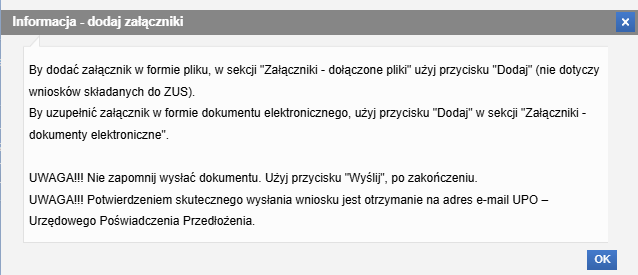 Informacja - dodaj załączniki
By dodać załącznik w formie pliku, w sekcji "Załączniki - dołączone pliki" użyj przycisku "Dodaj" (nie dotyczy
wniosków składanych do ZUS).
By uzupełnić załącznik w formie dokumentu elektronicznego, użyj przycisku "Dodaj" w sekcji "Załączniki -
dokumenty elektroniczne".
UWAGA!!! Nie zapomnij wysłać dokumentu. Użyj przycisku "Wyślij", po zakończeniu.
UWAGA!!! Potwierdzeniem skutecznego wysłania wniosku jest otrzymanie na adres e-mail UPO –
Urzędowego Poświadczenia Przedłożenia.
OK